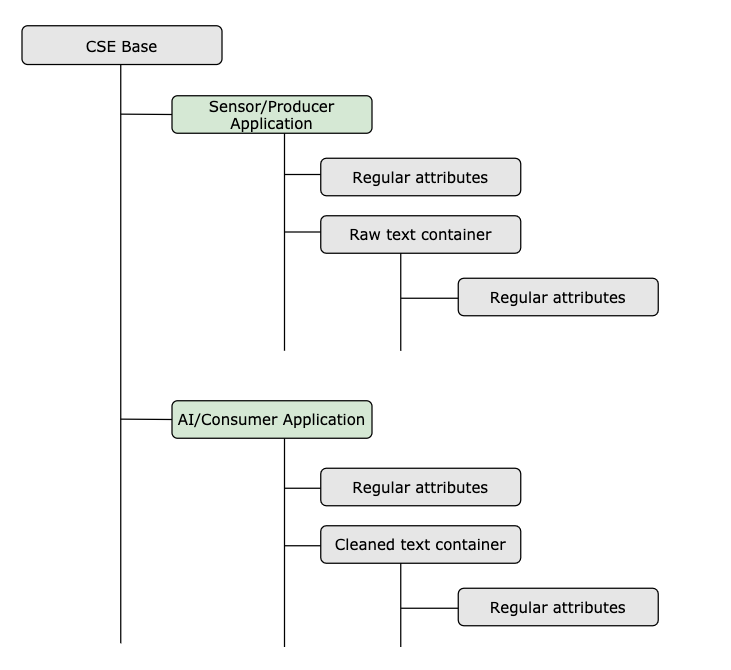 CSE Base
Sensor/Producer
Application
Regular attributes
Raw text container
Regular attributes
AI/Consumer Application
Regular attributes
Cleaned text container
Regular attributes